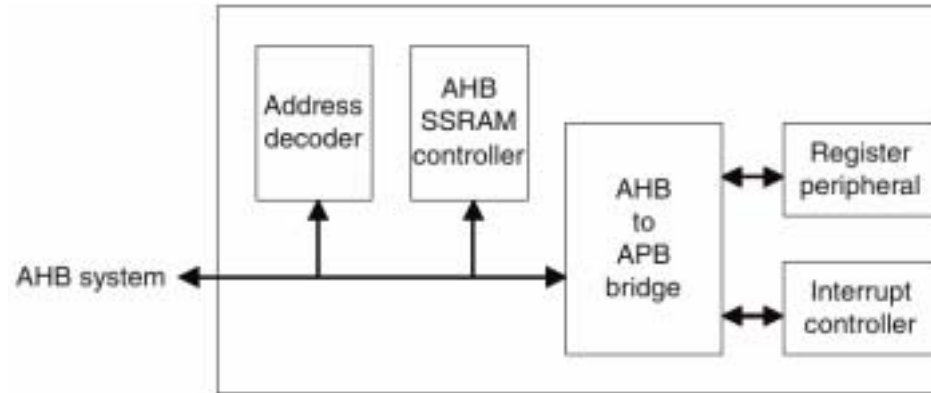 Address
decoder
AHB
SSRAM
controller
AHB
to
APB
bridge
Register
peripheral
AHB system
Interrupt
controller